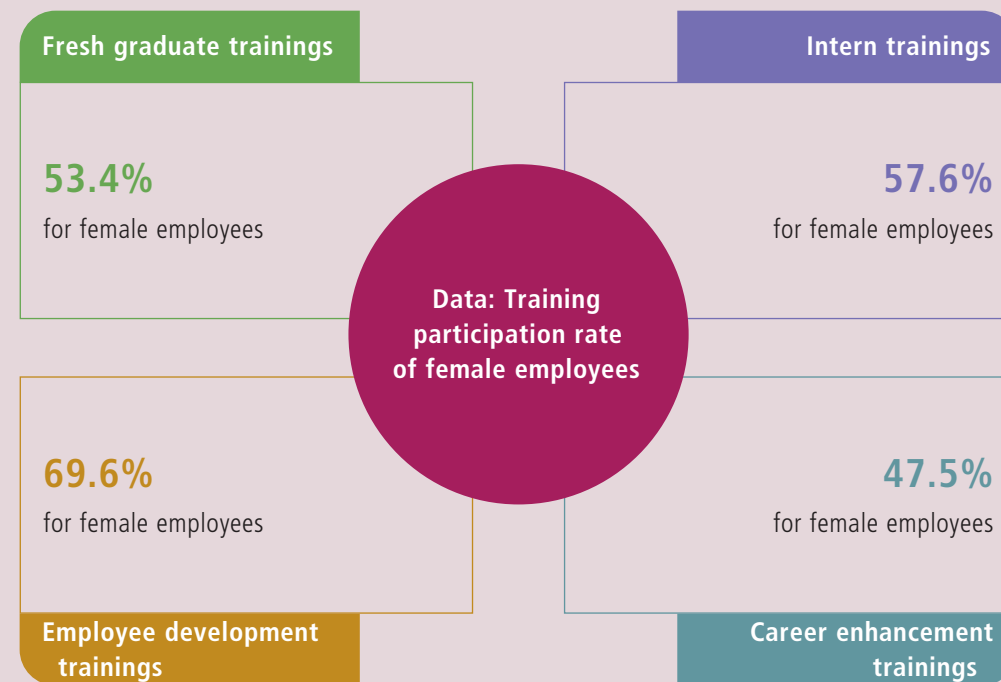 Fresh graduate trainings
53.4%
for female employees
Intern trainings
57.6%
for female employees
Data: Training
participation rate
of female employees
69.6%
for female employees
Employee development
trainings
47.5%
for female employees
Career enhancement
trainings